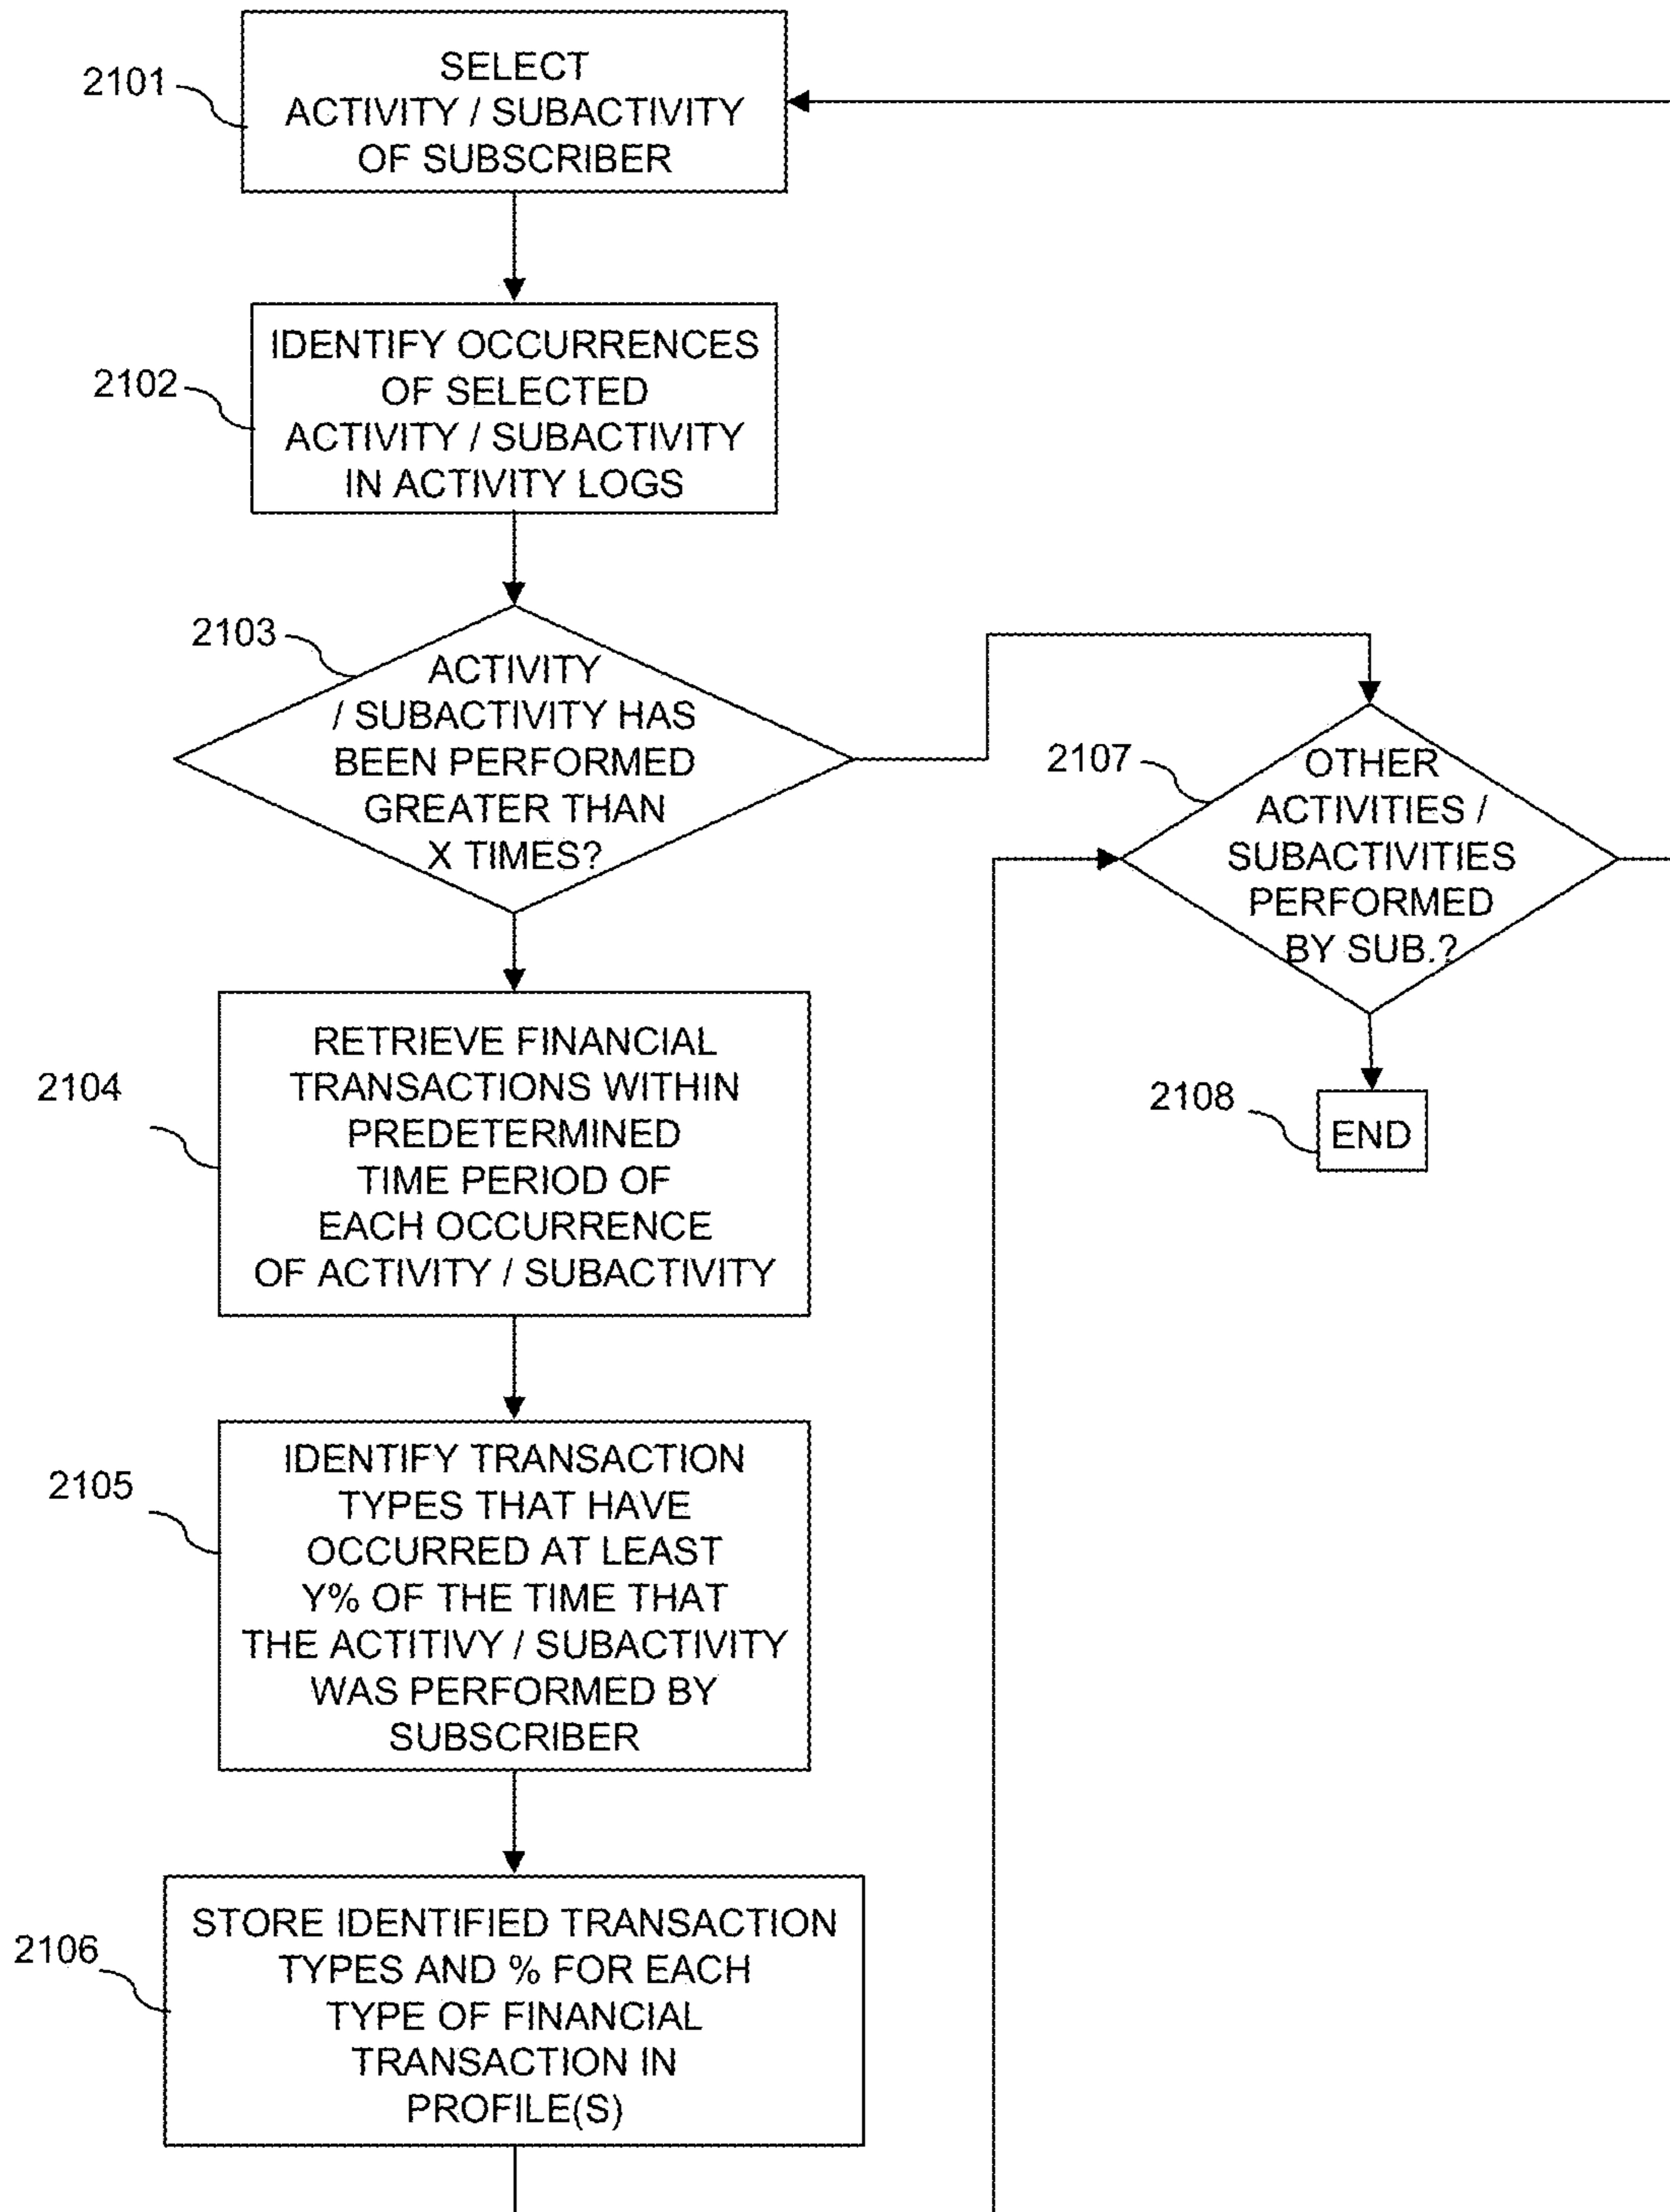 2101
SELECT
ACTIVITY / SUBACTIVITY
OF SUBSCRIBER
2102
IDENTIFY OCCURRENCES
OF SELECTED
ACTIVITY / SUBACTIVITY
IN ACTIVITY LOGS
2103
ACTIVITY
/ SUBACTIVITY HAS
BEEN PERFORMED
GREATER THAN
X TIMES?
2107
OTHER
ACTIVITIES /
SUBACTIVITIES
PERFORMED
BY SUB.?
2108
END
2104
RETRIEVE FINANCIAL
TRANSACTIONS WITHIN
PREDETERMINED
TIME PERIOD OF
EACH OCCURRENCE
OF ACTIVITY / SUBACTIVITY
2105
IDENTIFY TRANSACTION
TYPES THAT HAVE
OCCURRED AT LEAST
Y% OF THE TIME THAT
THE ACTITIVY / SUBACTIVITY
WAS PERFORMED BY
SUBSCRIBER
2106
STORE IDENTIFIED TRANSACTION
TYPES AND % FOR EACH
TYPE OF FINANCIAL
TRANSACTION IN
PROFILE(S)